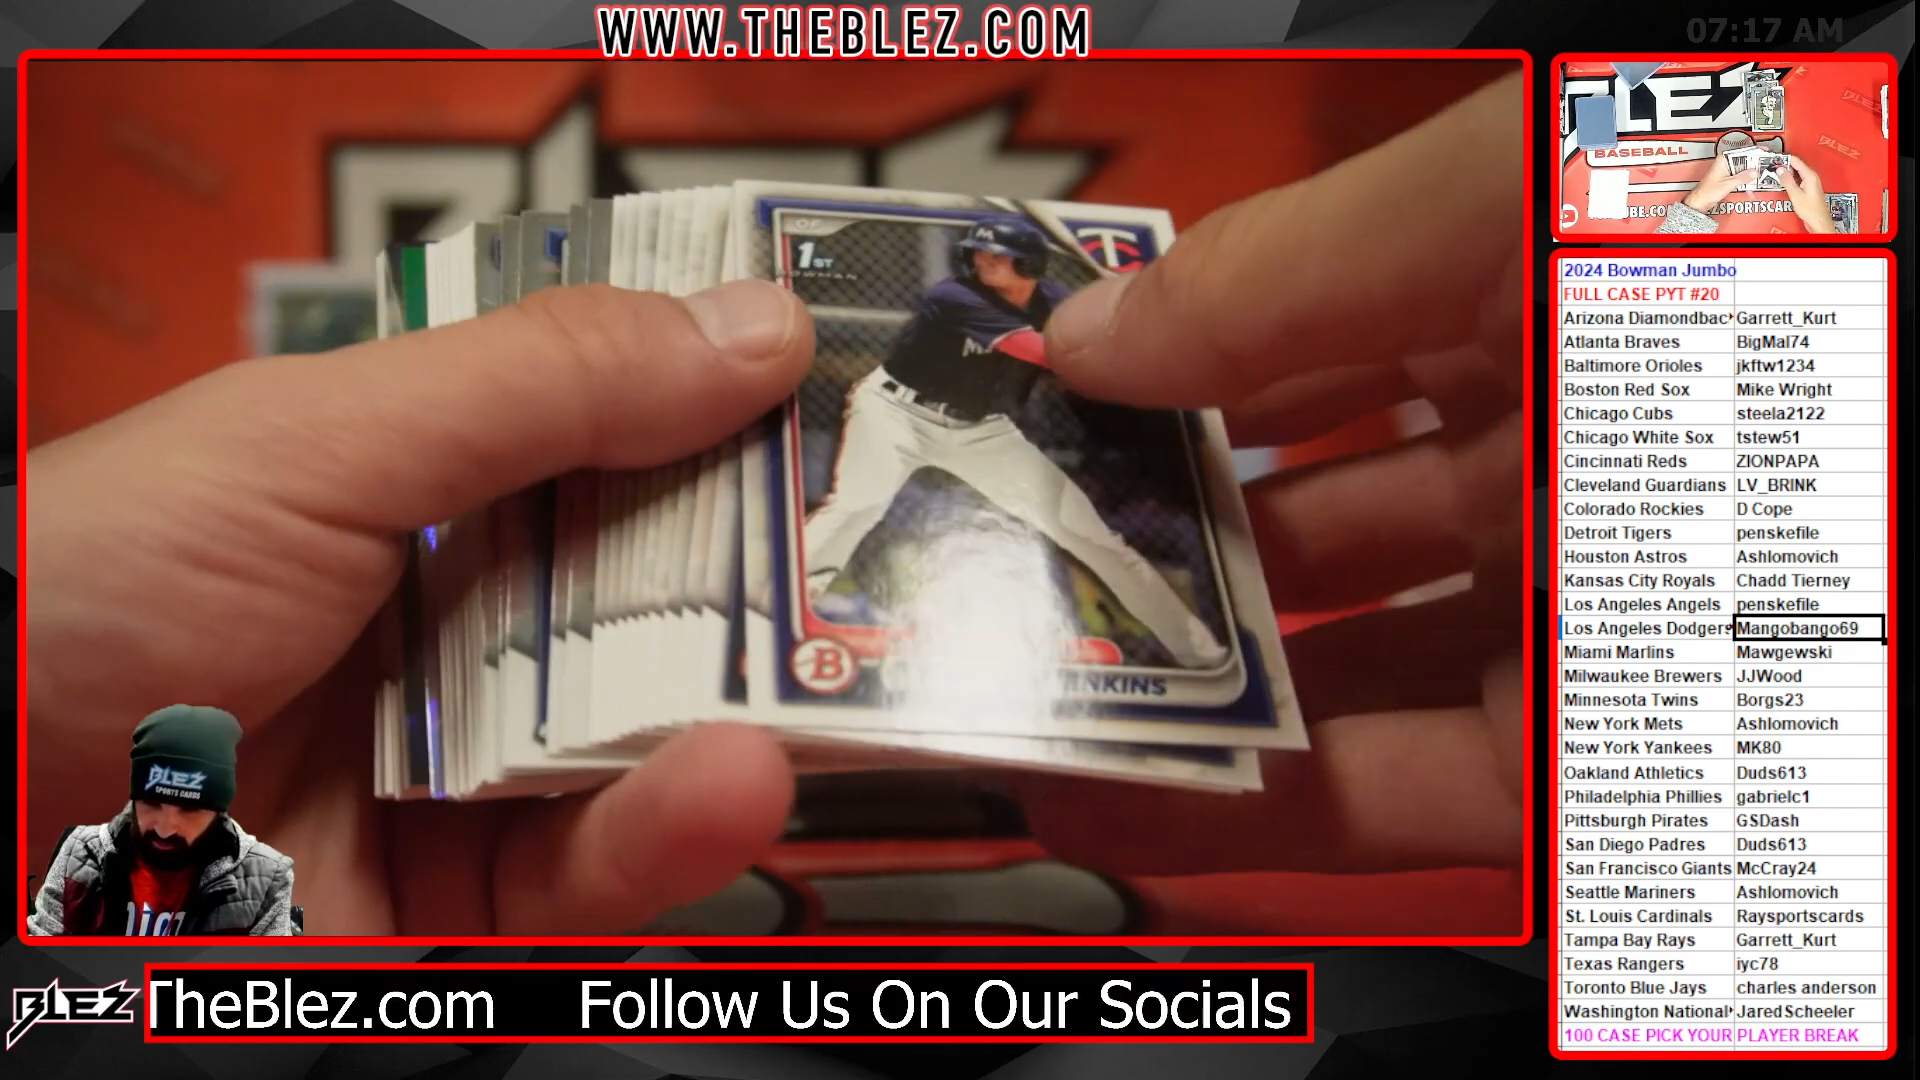 WWW.THEBLEZ.COM
07:17 AM
BLEZ
BASEBALL
1ST
B
2024 Bowman Jumbo
FULL CASE PYT #20
Arizona Diamondbac Garrett_Kurt
Atlanta Braves BigMal74
Baltimore Orioles jkftw1234
Boston Red Sox Mike Wright
Chicago Cubs steela2122
Chicago White Sox tstew51
Cincinnati Reds ZIONPAPA
Cleveland Guardians LV_BRINK
Colorado Rockies D Cope
Detroit Tigers penskefile
Houston Astros Ashlomovich
Kansas City Royals Chadd Tierney
Los Angeles Angels penskefile
Los Angeles Dodgers Mangobango69
Miami Marlins Mawgewski
Milwaukee Brewers JJWood
Minnesota Twins Borgs23
New York Mets Ashlomovich
New York Yankees MK80
Oakland Athletics Duds613
Philadelphia Phillies gabrielc1
Pittsburgh Pirates GSDash
San Diego Padres Duds613
San Francisco Giants McCray24
Seattle Mariners Ashlomovich
St. Louis Cardinals Raysportscards
Tampa Bay Rays Garrett_Kurt
Texas Rangers iyc78
Toronto Blue Jays charles anderson
Washington National JaredScheeler
100 CASE PICK YOUR PLAYER BREAK
BLEZ
SPORTS CARDS
BLEZ
TheBlez.com Follow Us On Our Socials